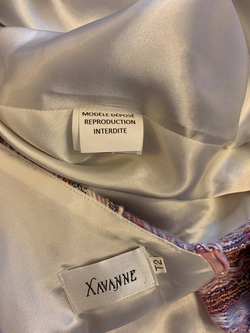 MODÈLE DÉPOSÉ
REPRODUCTION
INTERDITE
XAVANNE
T2